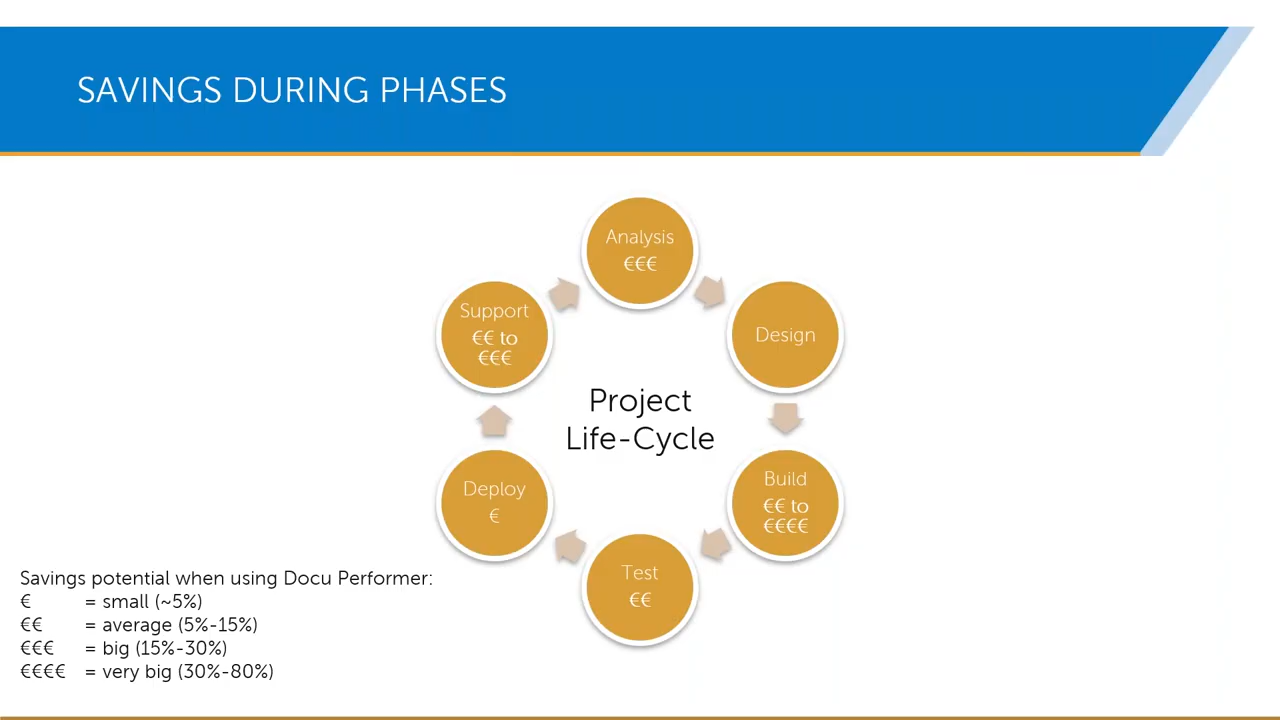 SAVINGS DURING PHASES
Analysis
€€€
Support
€€ to
€€€
Design
Project
Life-Cycle
Deploy
€
Build
€€ to
€€€€
Test
€€
Savings potential when using Docu Performer:
€ = small (~5%)
€€ = average (5%-15%)
€€€ = big (15%-30%)
€€€€ = very big (30%-80%)